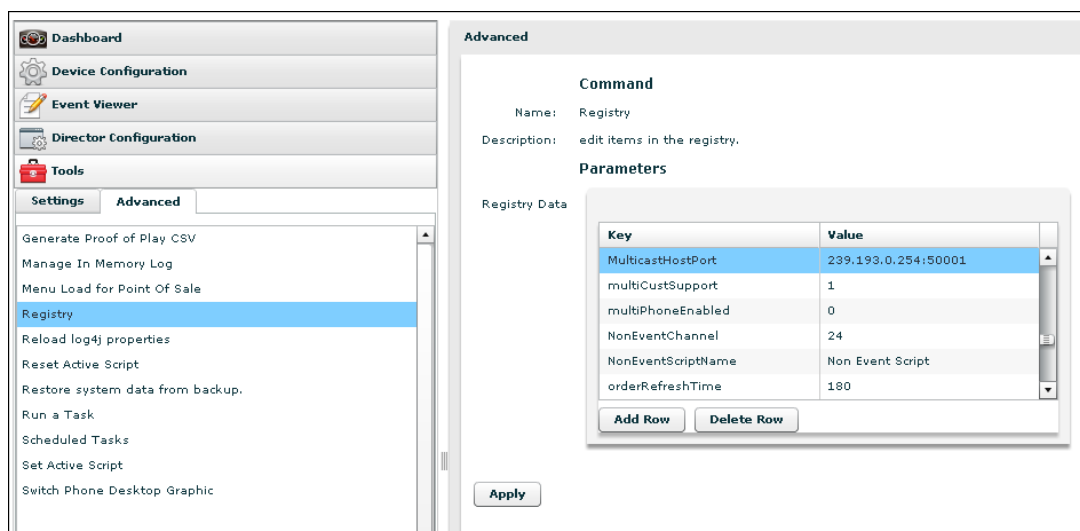 Dashboard
Device Configuration
Event Viewer
Director Configuration
Tools
Settings Advanced
Generate Proof of Play CSV
Manage In Memory Log
Menu Load for Point Of Sale
Registry
Reload log4j properties
Reset Active Script
Restore system data from backup.
Run a Task
Scheduled Tasks
Set Active Script
Switch Phone Desktop Graphic
Advanced
Command
Name: Registry
Description: edit items in the registry.
Parameters
Registry Data
Key Value
MulticastHostPort 239.193.0.254:50001
multiCustSupport 1
multiPhoneEnabled 0
NonEventChannel 24
NonEventScriptName Non Event Script
orderRefreshTime 180
Add Row Delete Row
Apply